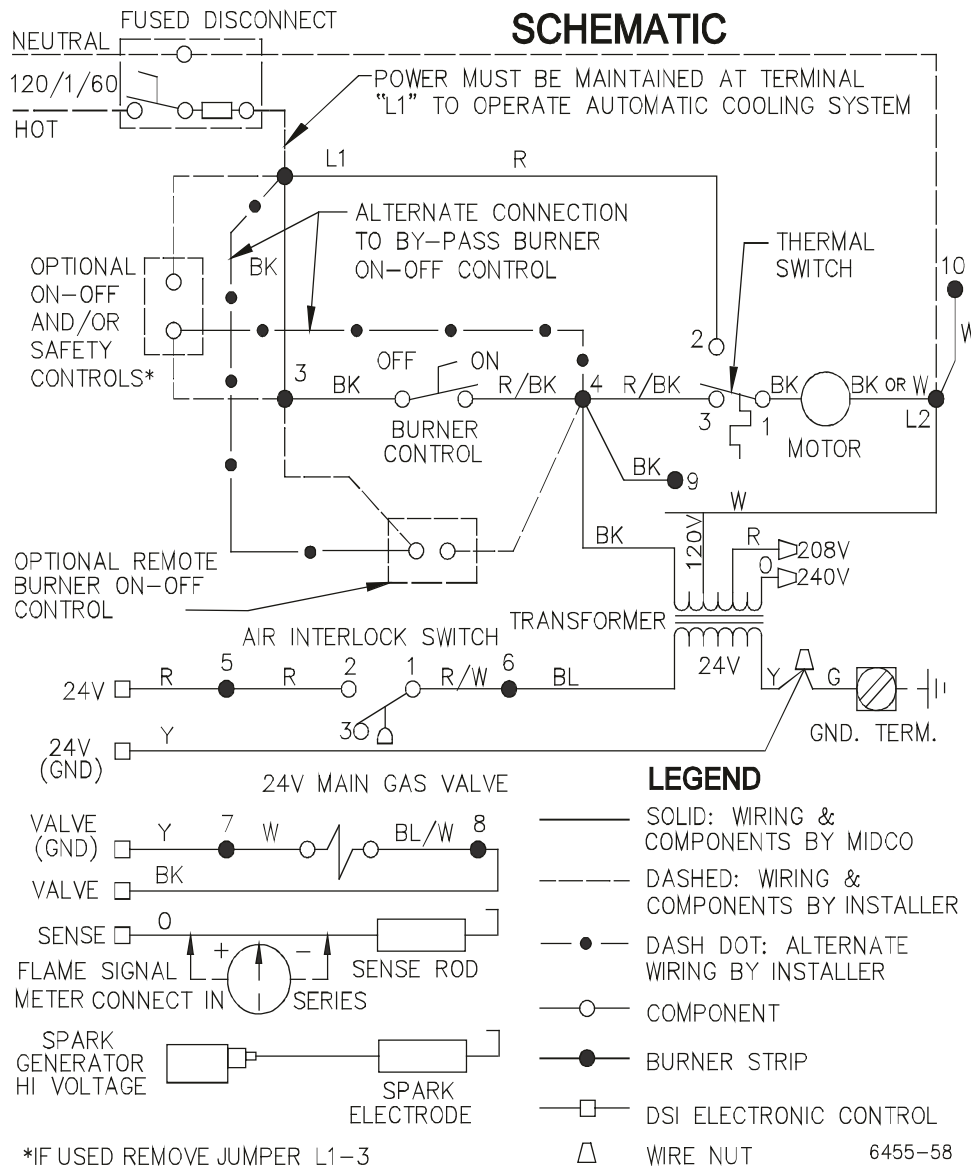 FUSED DISCONNECT
SCHEMATIC
NEUTRAL
120/1/60
HOT
POWER MUST BE MAINTAINED AT TERMINAL
"L1" TO OPERATE AUTOMATIC COOLING SYSTEM
L1
R
ALTERNATE CONNECTION
TO BY-PASS BURNER
ON-OFF CONTROL
BK
THERMAL
SWITCH
10
W
OPTIONAL
ON-OFF
AND/OR
SAFETY
CONTROLS*
2
3
BK
OFF
ON
R/BK
4
R/BK
3
1
BK
BK OR W
L2
BURNER
CONTROL
MOTOR
BK
9
W
BK
120V
R
208V
O
240V
OPTIONAL REMOTE
BURNER ON-OFF
CONTROL
TRANSFORMER
24V
AIR INTERLOCK SWITCH
24V
R
5
R
2
1
3
R/W
6
BL
Y
G
GND. TERM.
24V
(GND)
Y
24V MAIN GAS VALVE
VALVE
(GND)
Y
7
W
BL/W
8
VALVE
BK
SENSE
O
+
-
SENSE ROD
FLAME SIGNAL
METER CONNECT IN
SERIES
SPARK
GENERATOR
HI VOLTAGE
SPARK
ELECTRODE
*IF USED REMOVE JUMPER L1-3
LEGEND
SOLID: WIRING &
COMPONENTS BY MIDCO
DASHED: WIRING &
COMPONENTS BY INSTALLER
DASH DOT: ALTERNATE
WIRING BY INSTALLER
COMPONENT
BURNER STRIP
DSI ELECTRONIC CONTROL
WIRE NUT
6455-58